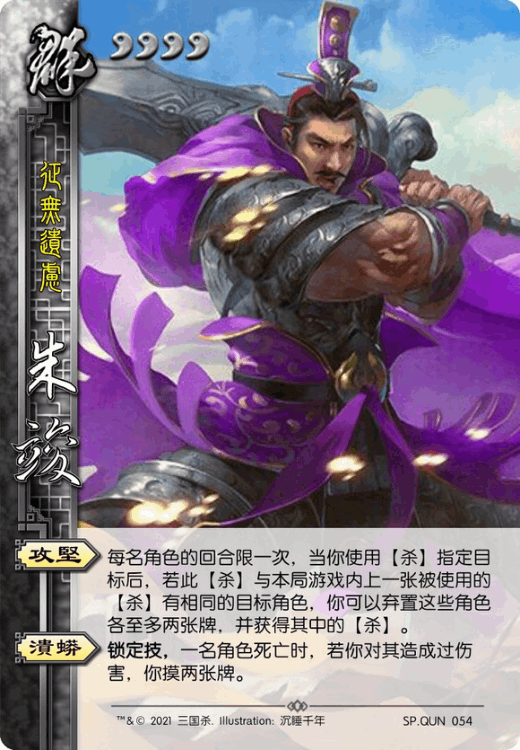 群
征無遺慮
朱竣
攻堅
每名角色的回合限一次，当你使用【杀】指定目
标后，若此【杀】与本局游戏内上一张被使用的
【杀】有相同的目标角色，你可以弃置这些角色
各至多两张牌，并获得其中的【杀】。
潰蟒
锁定技，一名角色死亡时，若你对其造成过伤
害，你摸两张牌。
™&© 2021 三国杀. Illustration: 沉睡千年
SP.QUN 054